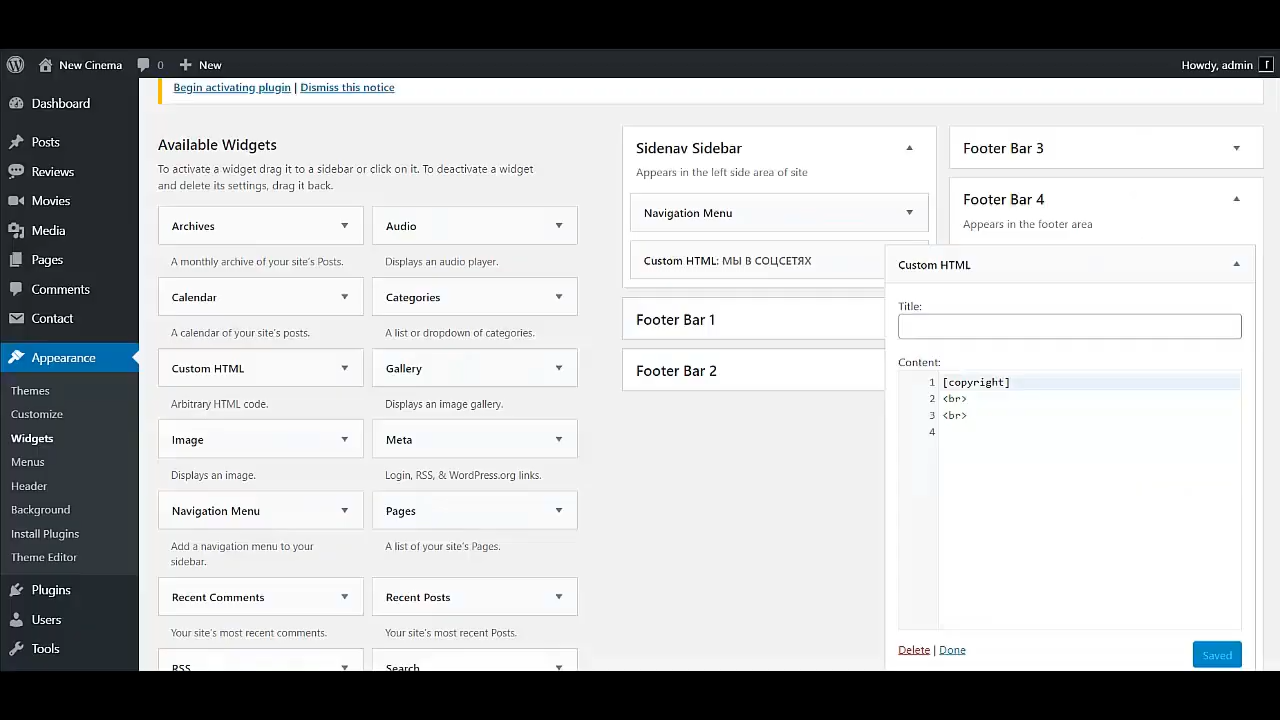 New Cinema 0 New Howdy, admin
Dashboard
Posts
Reviews
Movies
Media
Pages
Comments
Contact
Appearance
Themes
Customize
Widgets
Menus
Header
Background
Install Plugins
Theme Editor
Plugins
Users
Tools
Begin activating plugin | Dismiss this notice
Available Widgets
To activate a widget drag it to a sidebar or click on it. To deactivate a widget
and delete its settings, drag it back.
Archives
A monthly archive of your site's Posts.
Audio
Displays an audio player.
Calendar
A calendar of your site's posts.
Categories
A list or dropdown of categories.
Custom HTML
Arbitrary HTML code.
Gallery
Displays an image gallery.
Image
Displays an image.
Meta
Login, RSS, & WordPress.org links.
Navigation Menu
Add a navigation menu to your
sidebar.
Pages
A list of your site's Pages.
Recent Comments
Your site's most recent comments.
Recent Posts
Your site's most recent Posts.
RSS
Search
Sidenav Sidebar
Appears in the left side area of site
Navigation Menu
Custom HTML: МЫ В СОЦСЕТЯХ
Footer Bar 1
Footer Bar 2
Footer Bar 3
Footer Bar 4
Appears in the footer area
Custom HTML
Title:
Content:
1 [copyright]
2 <br>
3 <br>
4
Delete | Done
Saved